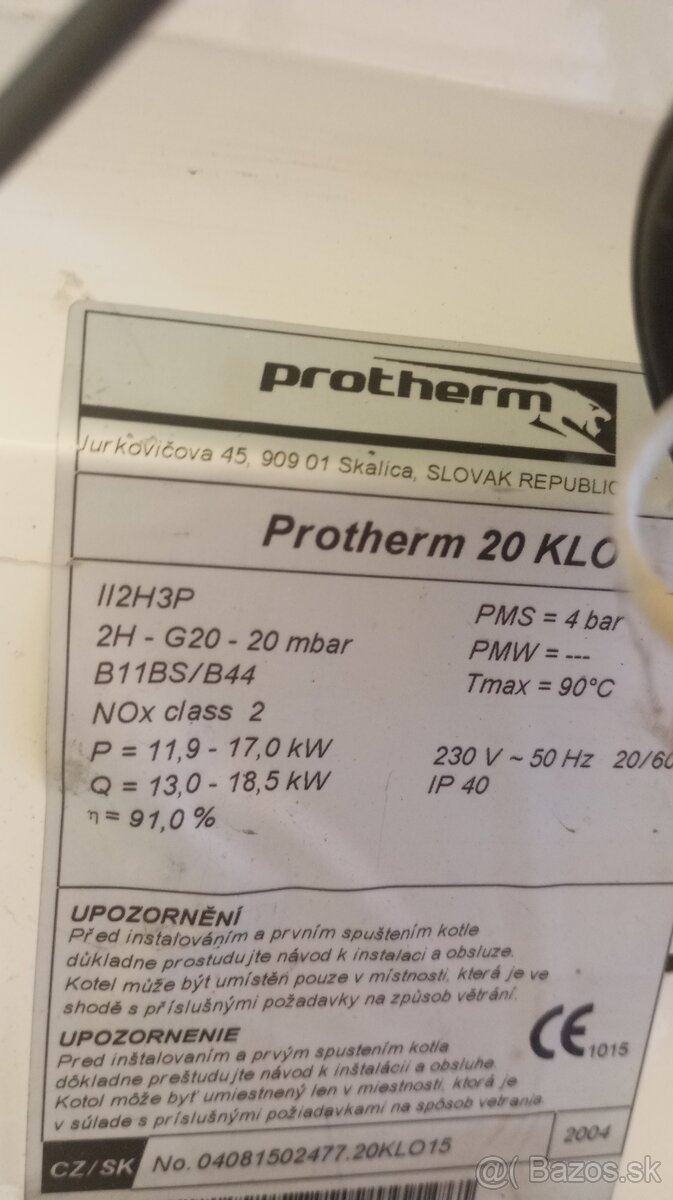 protherm
Jurkovičova 45, 909 01 Skalica, SLOVAK REPUBLIC
Protherm 20 KLO
II2H3P
2H - G20 - 20 mbar
B11BS/B44
NOx class 2
P = 11,9 - 17,0 kW
Q = 13,0 - 18,5 kW
η = 91,0 %
PMS = 4 bar
PMW = ---
Tmax = 90°C
230 V ~ 50 Hz 20/60
IP 40
UPOZORNĚNÍ
Před instalováním a prvním spuštením kotle
důkladne prostudujte návod k instalaci a obsluze.
Kotel může být umístěn pouze v místnosti, která je ve
shodě s příslušnými požadavky na způsob větrání.
UPOZORNENIE
Pred inštalovaním a prvým spustením kotla
dôkladne preštudujte návod k inštalácii a obsluhe.
Kotol môže byť umiestnený len v miestnosti, ktorá je
v súlade s príslušnými požiadavkami na spôsob vetrania.
CE 1015
CZ/SK No. 04081502477.20KLO15 2004
@( Bazos.sk